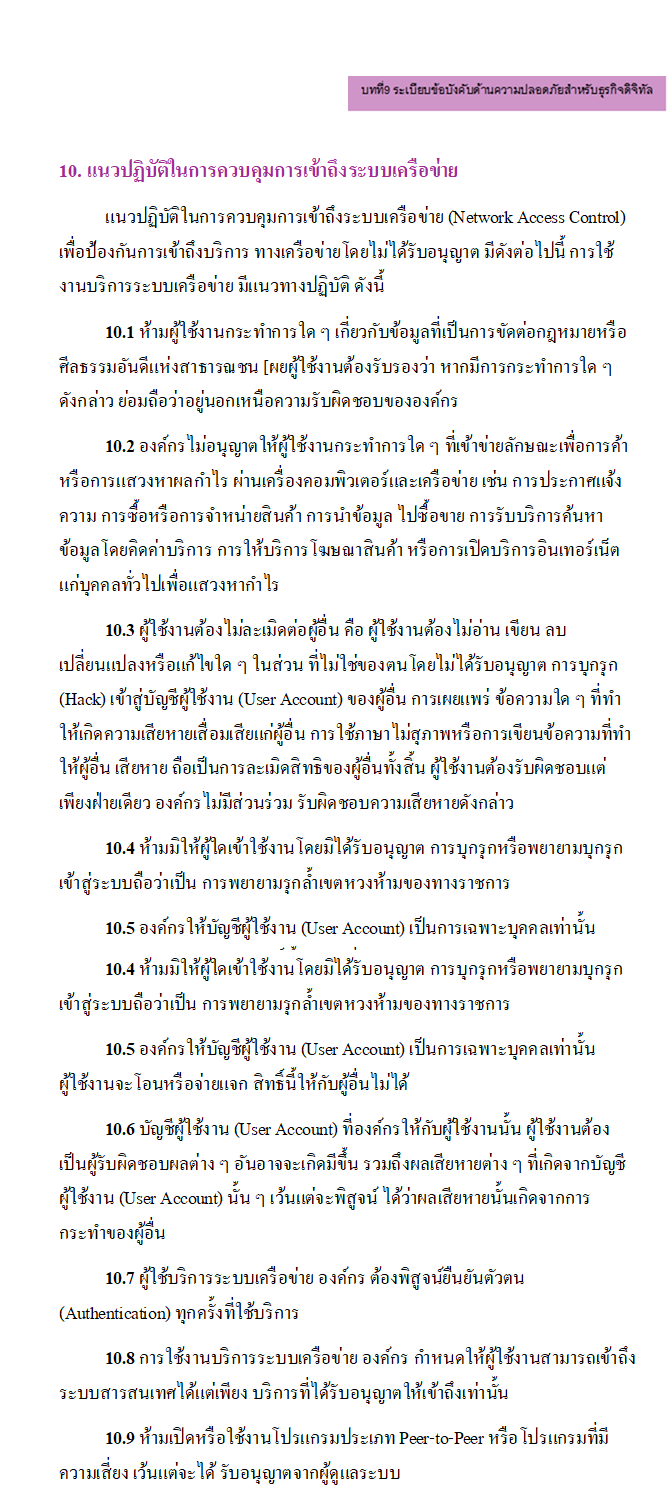 บทที่9 ระเบียบข้อบังคับด้านความปลอดภัยสำหรับธุรกิจดิจิทัล
10. แนวปฏิบัติในการควบคุมการเข้าถึงระบบเครือข่าย
แนวปฏิบัติในการควบคุมการเข้าถึงระบบเครือข่าย (Network Access Control)
เพื่อป้องกันการเข้าถึงบริการ ทางเครือข่ายโดยไม่ได้รับอนุญาต มีดังต่อไปนี้ การใช้
งานบริการระบบเครือข่าย มีแนวทางปฏิบัติ ดังนี้
10.1 ห้ามผู้ใช้งานกระทำการใด ๆ เกี่ยวกับข้อมูลที่เป็นการขัดต่อกฎหมายหรือ
ศีลธรรมอันดีแห่งสาธารณชน [ผยผู้ใช้งานต้องรับรองว่า หากมีการกระทำการใด ๆ
ดังกล่าว ย่อมถือว่าอยู่นอกเหนือความรับผิดชอบขององค์กร
10.2 องค์กรไม่อนุญาตให้ผู้ใช้งานกระทำการใด ๆ ที่เข้าข่ายลักษณะเพื่อการค้า
หรือการแสวงหาผลกำไร ผ่านเครื่องคอมพิวเตอร์และเครือข่าย เช่น การประกาศแจ้ง
ความ การซื้อหรือการจำหน่ายสินค้า การนำข้อมูล ไปซื้อขาย การรับบริการค้นหา
ข้อมูลโดยคิดค่าบริการ การให้บริการโฆษณาสินค้า หรือการเปิดบริการอินเทอร์เน็ต
แก่บุคคลทั่วไปเพื่อแสวงหากำไร
10.3 ผู้ใช้งานต้องไม่ละเมิดต่อผู้อื่น คือ ผู้ใช้งานต้องไม่อ่าน เขียน ลบ
เปลี่ยนแปลงหรือแก้ไขใด ๆ ในส่วน ที่ไม่ใช่ของตนโดยไม่ได้รับอนุญาต การบุกรุก
(Hack) เข้าสู่บัญชีผู้ใช้งาน (User Account) ของผู้อื่น การเผยแพร่ ข้อความใด ๆ ที่ทำ
ให้เกิดความเสียหายเสื่อมเสียแก่ผู้อื่น การใช้ภาษาไม่สุภาพหรือการเขียนข้อความที่ทำ
ให้ผู้อื่น เสียหาย ถือเป็นการละเมิดสิทธิของผู้อื่นทั้งสิ้น ผู้ใช้งานต้องรับผิดชอบแต่
เพียงฝ่ายเดียว องค์กรไม่มีส่วนร่วม รับผิดชอบความเสียหายดังกล่าว
10.4 ห้ามมิให้ผู้ใดเข้าใช้งานโดยมิได้รับอนุญาต การบุกรุกหรือพยายามบุกรุก
เข้าสู่ระบบถือว่าเป็น การพยายามรุกล้ำเขตหวงห้ามของทางราชการ
10.5 องค์กรให้บัญชีผู้ใช้งาน (User Account) เป็นการเฉพาะบุคคลเท่านั้น
10.4 ห้ามมิให้ผู้ใดเข้าใช้งานโดยมิได้รับอนุญาต การบุกรุกหรือพยายามบุกรุก
เข้าสู่ระบบถือว่าเป็น การพยายามรุกล้ำเขตหวงห้ามของทางราชการ
10.5 องค์กรให้บัญชีผู้ใช้งาน (User Account) เป็นการเฉพาะบุคคลเท่านั้น
ผู้ใช้งานจะโอนหรือจ่ายแจก สิทธิ์นี้ให้กับผู้อื่นไม่ได้
10.6 บัญชีผู้ใช้งาน (User Account) ที่องค์กรให้กับผู้ใช้งานนั้น ผู้ใช้งานต้อง
เป็นผู้รับผิดชอบผลต่าง ๆ อันอาจจะเกิดมีขึ้น รวมถึงผลเสียหายต่าง ๆ ที่เกิดจากบัญชี
ผู้ใช้งาน (User Account) นั้น ๆ เว้นแต่จะพิสูจน์ ได้ว่าผลเสียหายนั้นเกิดจากการ
กระทำของผู้อื่น
10.7 ผู้ใช้บริการระบบเครือข่าย องค์กร ต้องพิสูจน์ยืนยันตัวตน
(Authentication) ทุกครั้งที่ใช้บริการ
10.8 การใช้งานบริการระบบเครือข่าย องค์กร กำหนดให้ผู้ใช้งานสามารถเข้าถึง
ระบบสารสนเทศได้แต่เพียง บริการที่ได้รับอนุญาตให้เข้าถึงเท่านั้น
10.9 ห้ามเปิดหรือใช้งานโปรแกรมประเภท Peer-to-Peer หรือโปรแกรมที่มี
ความเสี่ยง เว้นแต่จะได้ รับอนุญาตจากผู้ดูแลระบบ